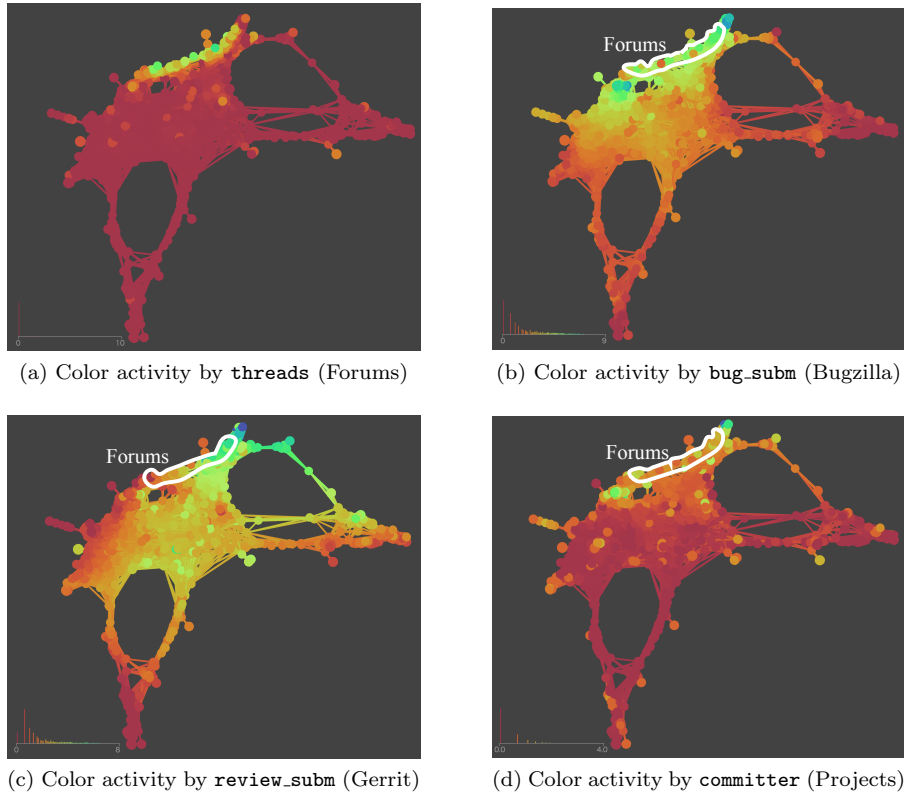 Forums
0 10
0 9
(a) Color activity by threads (Forums)
(b) Color activity by bug_subm (Bugzilla)
Forums
Forums
0 8
0.0 4.0
(c) Color activity by review_subm (Gerrit)
(d) Color activity by committer (Projects)